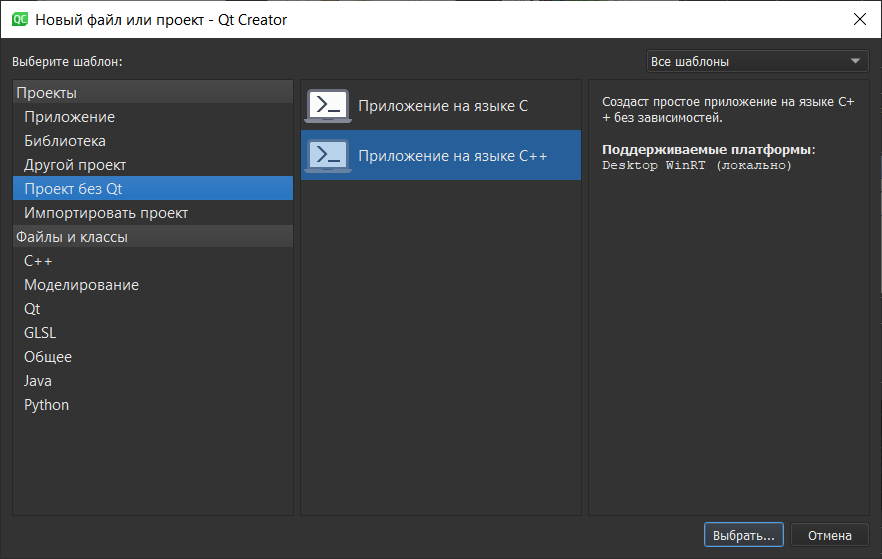 QC Новый файл или проект - Qt Creator
Выберите шаблон:
Все шаблоны
Проекты
Приложение
Библиотека
Другой проект
Проект без Qt
Импортировать проект
Файлы и классы
C++
Моделирование
Qt
GLSL
Общее
Java
Python
Приложение на языке C
Приложение на языке C++
Создаст простое приложение на языке C+
+ без зависимостей.
Поддерживаемые платформы:
Desktop WinRT (локально)
Выбрать...
Отмена